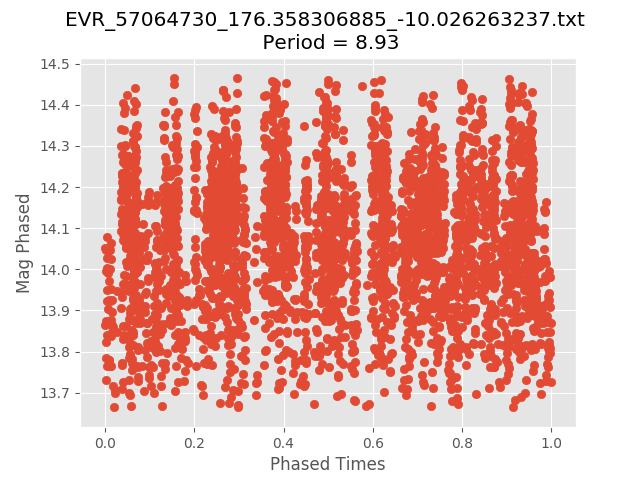 EVR_57064730_176.358306885_-10.026263237.txt
Period = 8.93
14.5
14.4
14.3
14.2
14.1
14.0
13.9
13.8
13.7
Mag Phased
0.0 0.2 0.4 0.6 0.8 1.0
Phased Times